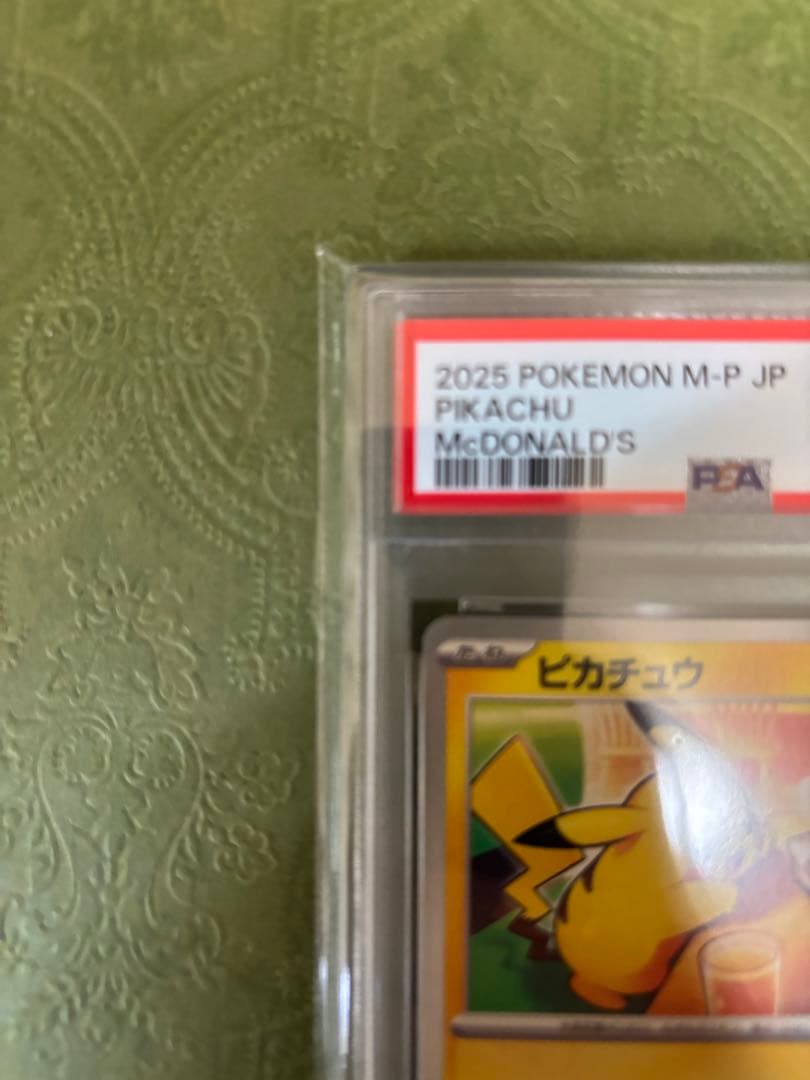 2025 POKEMON M-P JP
PIKACHU
McDONALD'S
PSA
ピカチュウ